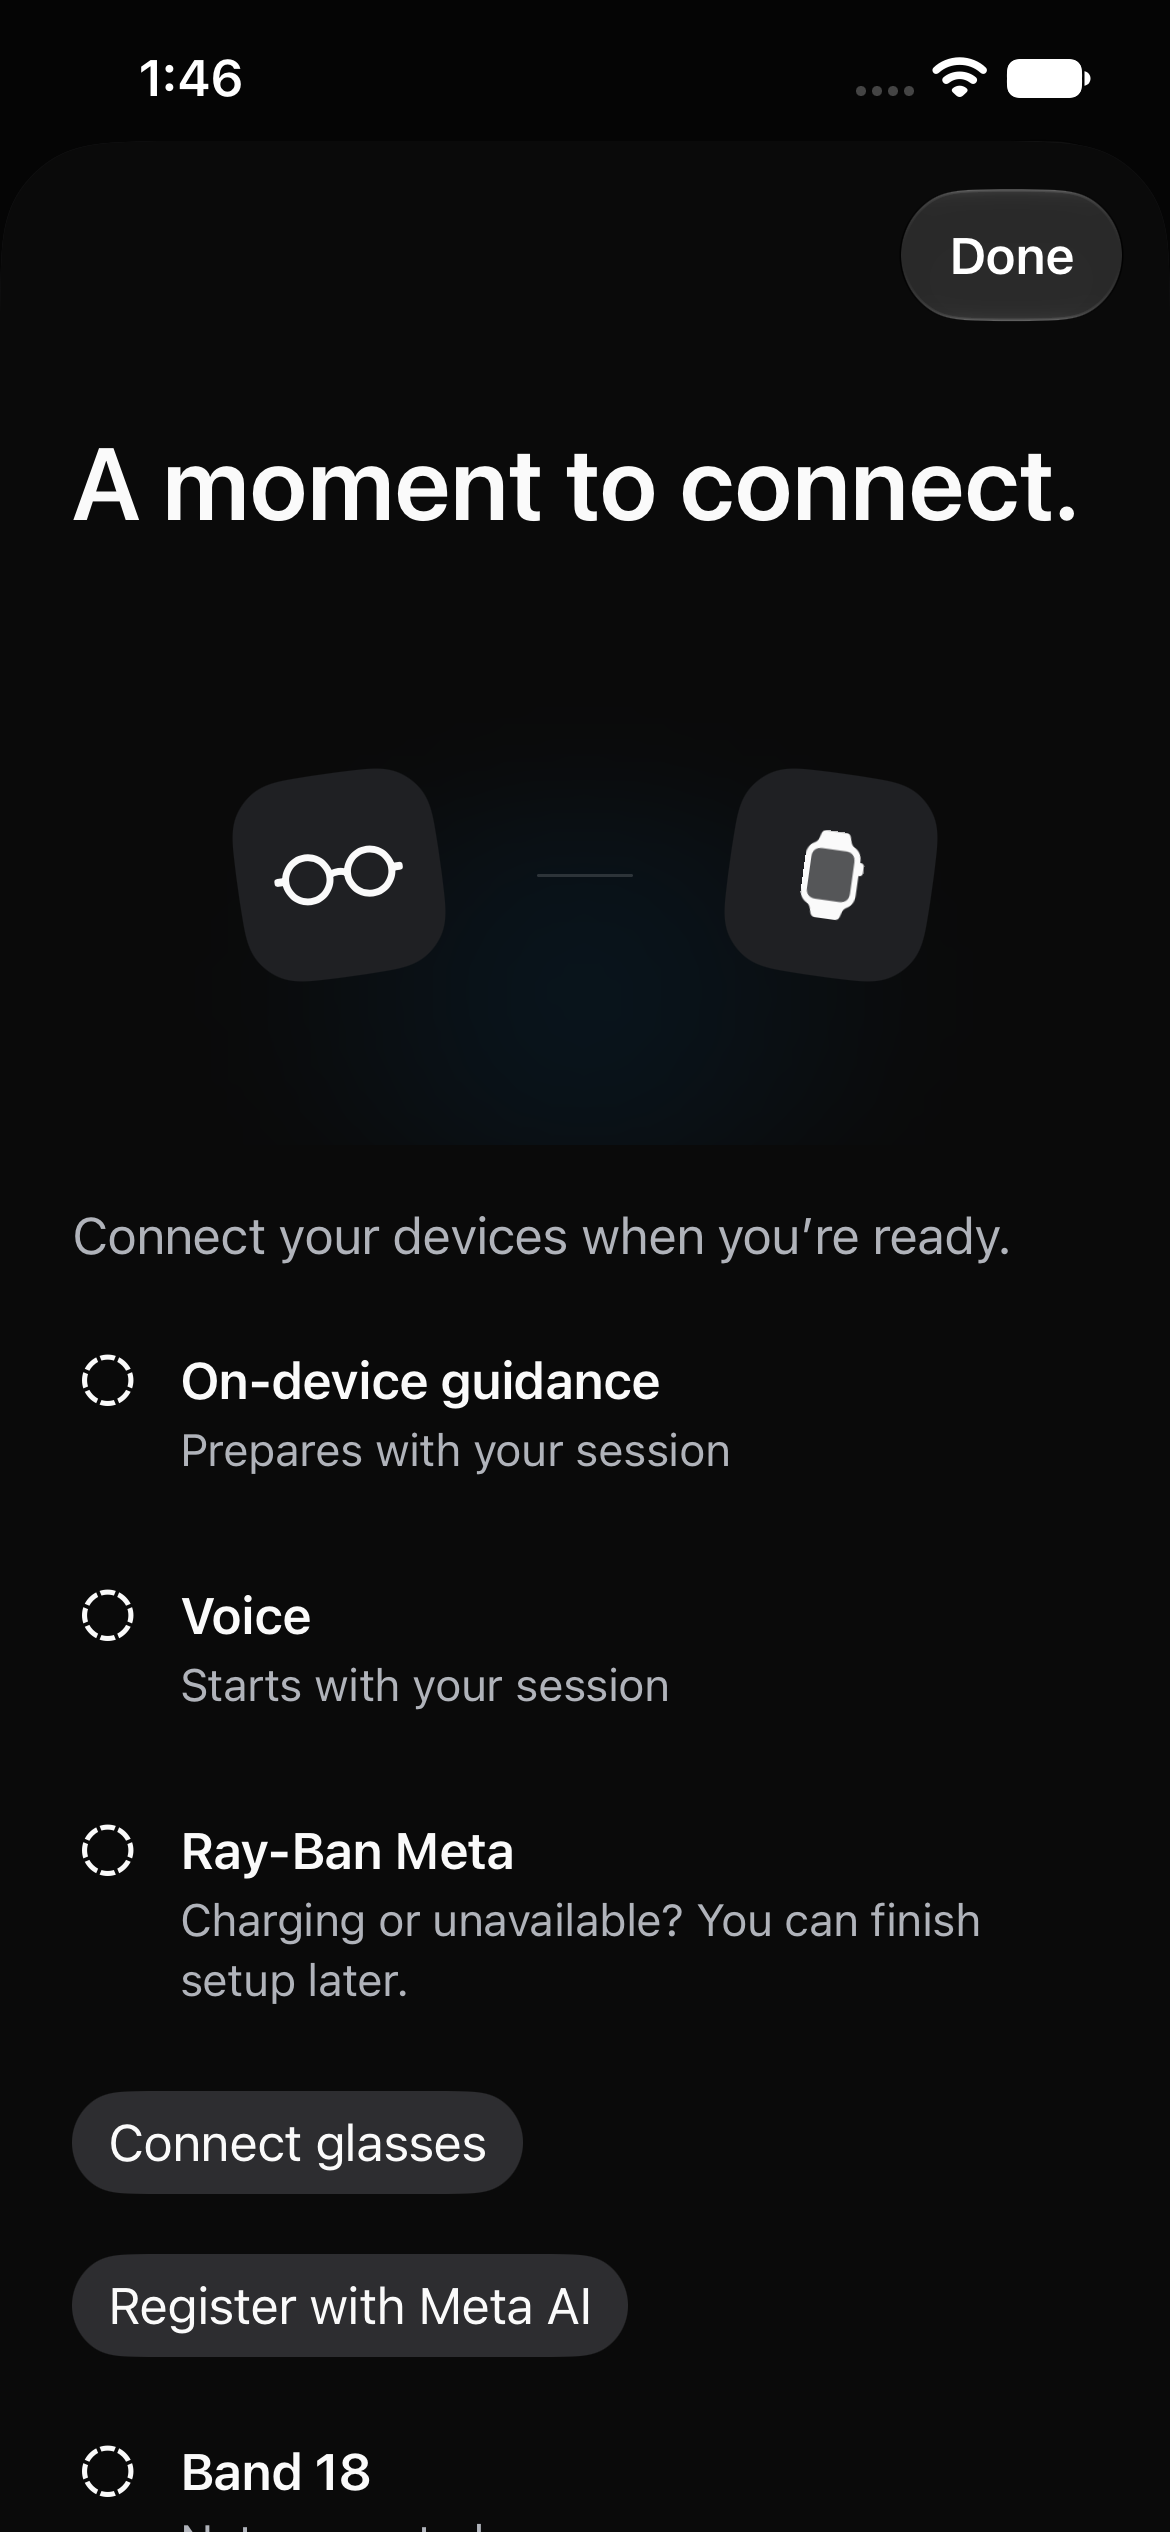 1:46
Done
A moment to connect.
Connect your devices when you’re ready.
On-device guidance
Prepares with your session
Voice
Starts with your session
Ray-Ban Meta
Charging or unavailable? You can finish
setup later.
Connect glasses
Register with Meta AI
Band 18